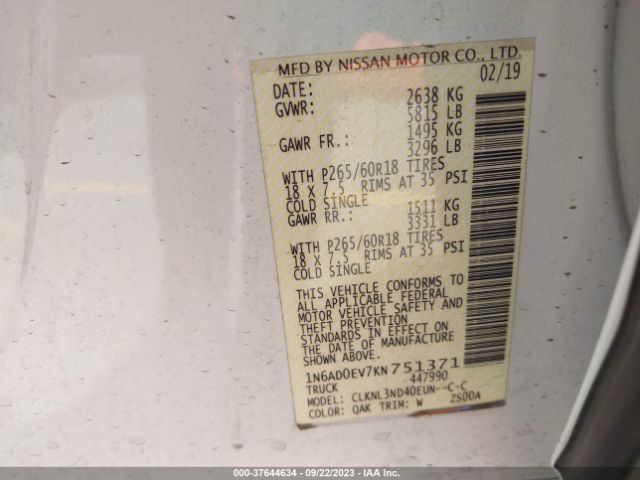 MFD BY NISSAN MOTOR CO., LTD.
DATE: 02/19
GVWR: 2638 KG
5815 LB
GAWR FR.: 1495 KG
3296 LB
WITH P265/60R18 TIRES
18 X 7.5 RIMS AT 35 PSI
COLD SINGLE
GAWR RR.: 1511 KG
3331 LB
WITH P265/60R18 TIRES
18 X 7.5 RIMS AT 35 PSI
COLD SINGLE
THIS VEHICLE CONFORMS TO
ALL APPLICABLE FEDERAL
MOTOR VEHICLE SAFETY AND
THEFT PREVENTION
STANDARDS IN EFFECT ON
THE DATE OF MANUFACTURE
SHOWN ABOVE.
1N6AD0EV7KN751371
TRUCK 447990
MODEL: CLKNL3ND40EUN--C-C
COLOR: QAK TRIM: W ZS00A
000-37644634 - 09/22/2023 - IAA Inc.